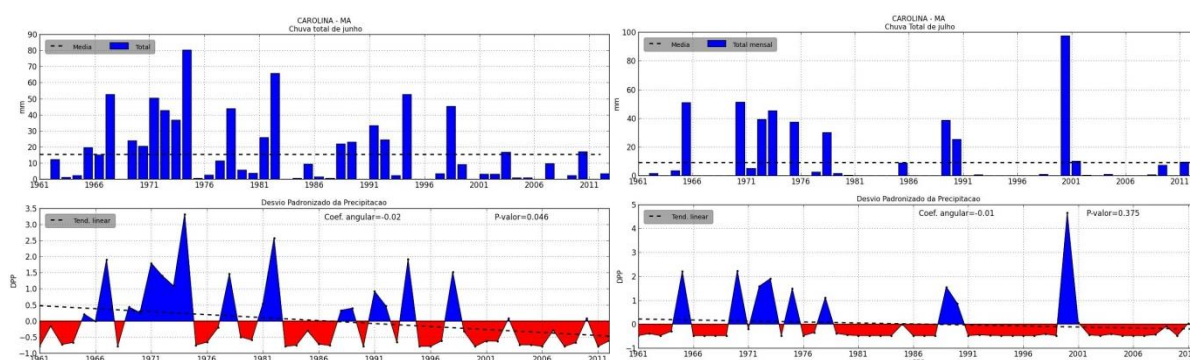 CAROLINA - MA
Chuva total de junho
Media Total
mm
90
80
70
60
50
40
30
20
10
0
1961 1966 1971 1976 1981 1986 1991 1996 2001 2006 2011
Desvio Padronizado da Precipitacao
Tend. linear Coef. angular=-0.02 P-valor=0.046
DPP
3.5
3.0
2.5
2.0
1.5
1.0
0.5
0.0
-0.5
-1.0
1961 1966 1971 1976 1981 1986 1991 1996 2001 2006 2011
CAROLINA - MA
Chuva Total de julho
Media Total mensal
mm
100
80
60
40
20
0
1961 1966 1971 1976 1981 1986 1991 1996 2001 2006 2011
Desvio Padronizado da Precipitacao
Tend. linear Coef. angular=-0.01 P-valor=0.375
DPP
5
4
3
2
1
0
-1
1961 1966 1971 1976 1981 1986 1991 1996 2001 2006